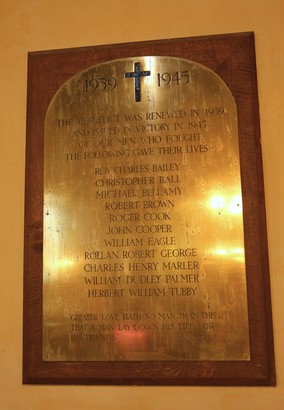 1939 1945
THE CONFLICT WAS RENEWED IN 1939
AND ISSUED IN VICTORY IN 1945
OF OUR MEN WHO FOUGHT
THE FOLLOWING GAVE THEIR LIVES
ROY CHARLES BAILEY
CHRISTOPHER BALL
MICHAEL BELLAMY
ROBERT BROWN
ROGER COOK
JOHN COOPER
WILLIAM EAGLE
ROLLAN ROBERT GEORGE
CHARLES HENRY MARLER
WILLIAM DUDLEY PALMER
HERBERT WILLIAM TUBBY
GREATER LOVE HATH NO MAN THAN THIS
THAT A MAN LAY DOWN HIS LIFE FOR
HIS FRIENDS